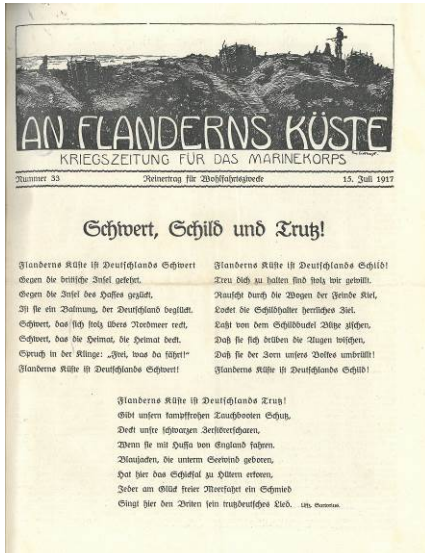 AN FLANDERNS KÜSTE
KRIEGSZEITUNG FÜR DAS MARINEKORPS
Nummer 33 Reinertrag für Wohlfahrtszwecke 15. Juli 1917
Schwert, Schild und Trutz!
Flanderns Küste ist Deutschlands Schwert
Gegen die britische Insel gekehrt,
Gegen die Insel des Hasses gezückt,
Ist sie ein Balmung, der Deutschland beglückt.
Schwert, das sich stolz übers Nordmeer reckt,
Schwert, das die Heimat, die Heimat deckt.
Spruch in der Klinge: „Frei, was da fährt!“
Flanderns Küste ist Deutschlands Schwert!
Flanderns Küste ist Deutschlands Schild!
Treu dich zu halten sind stolz wir gewillt.
Rauscht durch die Wogen der Feinde Kiel,
Locket die Schildhalter herrliches Ziel.
Laßt von dem Schildbuckel Blitze zischen,
Daß sie sich drüben die Augen wischen,
Daß sie der Zorn unsers Volkes umbrüllt!
Flanderns Küste ist Deutschlands Schild!
Flanderns Küste ist Deutschlands Trutz!
Gibt unsern kampffrohen Tauchbooten Schutz,
Deckt unsre schwarzen Zerstörerscharen,
Wenn sie mit Hussa von England fahren.
Blaujacken, die unterm Seewind geboren,
Hat hier das Schicksal zu Hütern erkoren,
Jeder am Glück freier Meerfahrt ein Schmied
Singt hier den Briten sein trutzdeutsches Lied. Uffz. Sartorius.